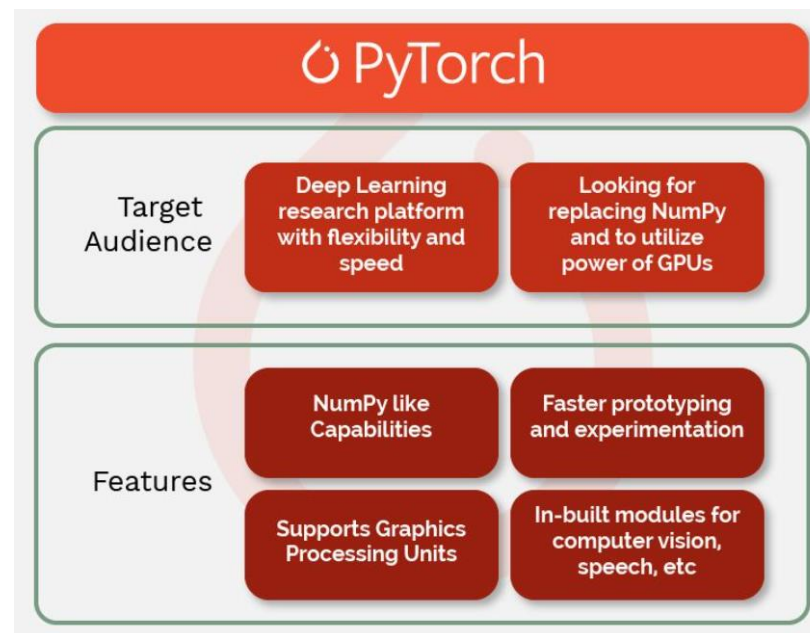 PyTorch
Target
Audience
Deep Learning
research platform
with flexibility and
speed
Looking for
replacing NumPy
and to utilize
power of GPUs
Features
NumPy like
Capabilities
Faster prototyping
and experimentation
Supports Graphics
Processing Units
In-built modules for
computer vision,
speech, etc